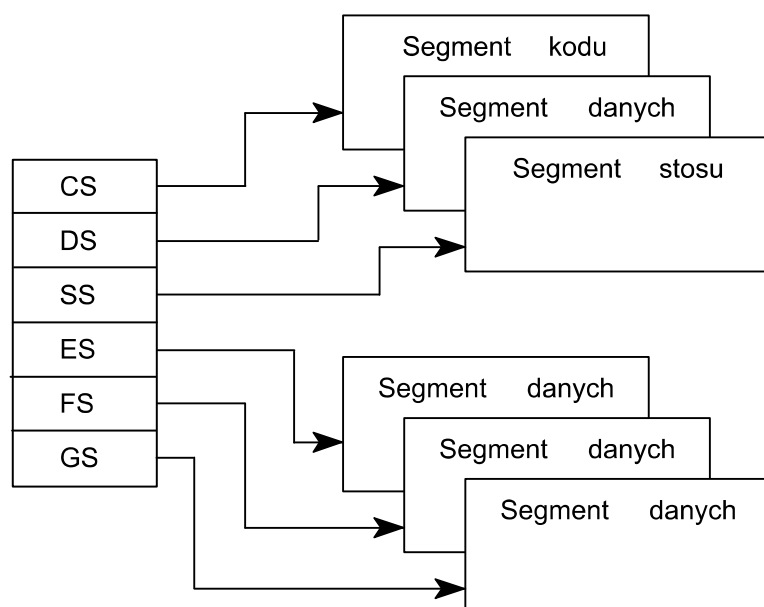 Segment kodu
Segment danych
Segment stosu
CS
DS
SS
ES
FS
GS
Segment danych
Segment danych
Segment danych